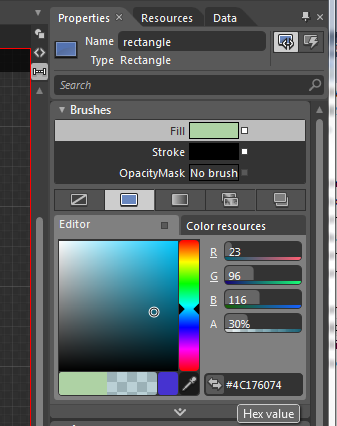 Properties × Resources Data
Name rectangle
Type Rectangle
Search
Brushes
Fill
Stroke
OpacityMask No brush
Editor Color resources
R 23
G 96
B 116
A 30%
#4C176074
Hex value